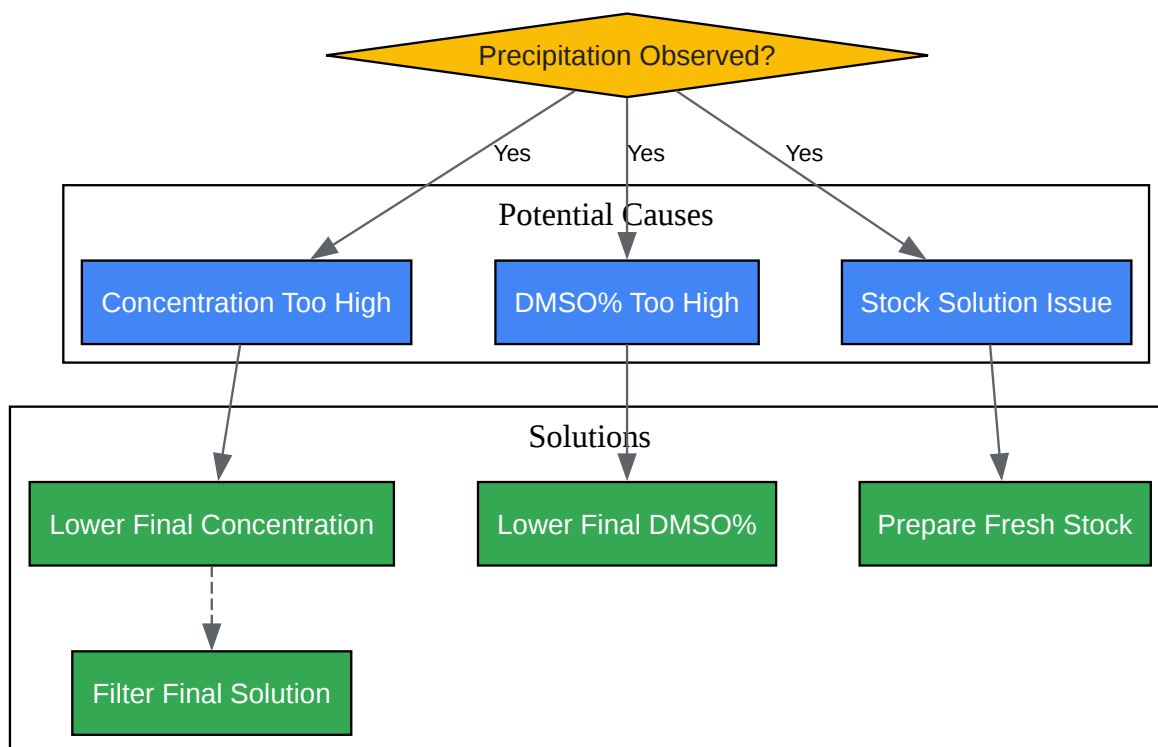 Precipitation Observed?
Yes
Yes
Yes
Potential Causes
Concentration Too High
DMSO% Too High
Stock Solution Issue
Solutions
Lower Final Concentration
Lower Final DMSO%
Prepare Fresh Stock
Filter Final Solution